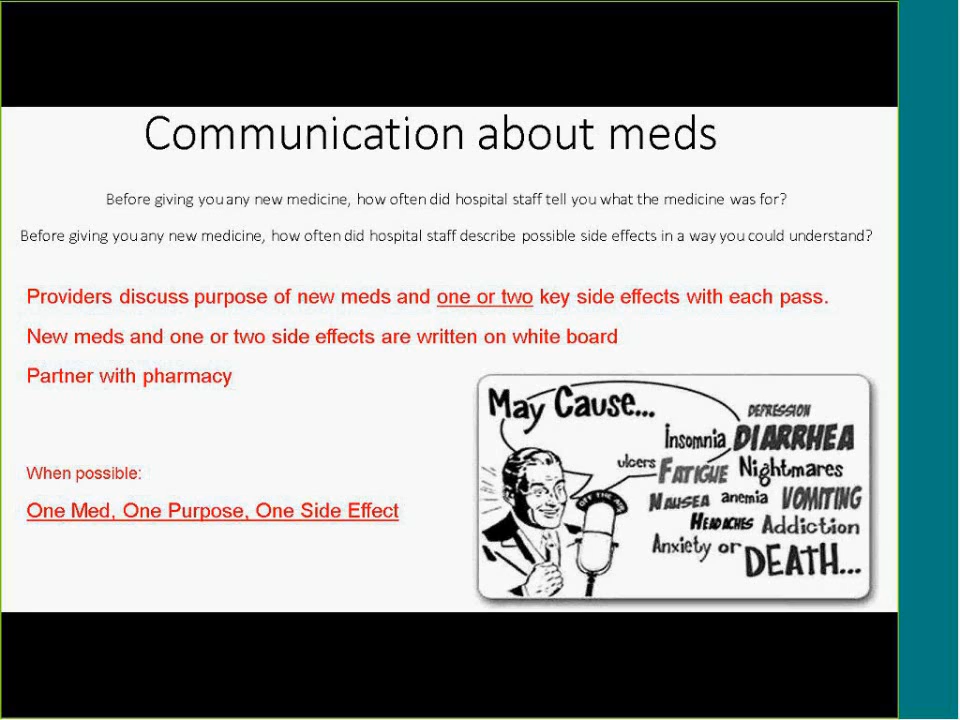 Communication about meds
Before giving you any new medicine, how often did hospital staff tell you what the medicine was for?
Before giving you any new medicine, how often did hospital staff describe possible side effects in a way you could understand?
Providers discuss purpose of new meds and one or two key side effects with each pass.
New meds and one or two side effects are written on white board
Partner with pharmacy
When possible:
One Med, One Purpose, One Side Effect
May Cause...
DEPRESSION
Insomnia DIARRHEA
ulcers FATIGUE Nightmares
NAUSEA anemia VOMITING
HEADACHES Addiction
Anxiety or DEATH...